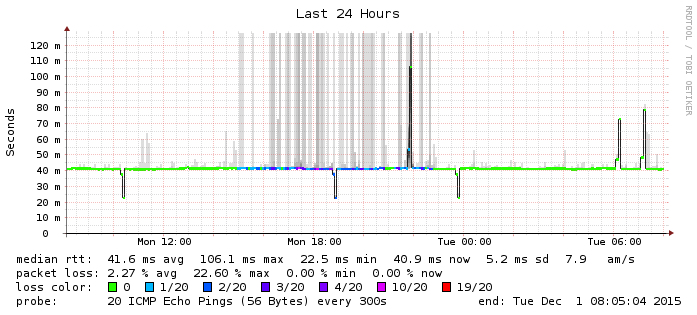 Last 24 Hours
RRDTOOL / TOBI OETIKER
Seconds
120 m
110 m
100 m
90 m
80 m
70 m
60 m
50 m
40 m
30 m
20 m
10 m
0
Mon 12:00 Mon 18:00 Tue 00:00 Tue 06:00
median rtt: 41.6 ms avg 106.1 ms max 22.5 ms min 40.9 ms now 5.2 ms sd 7.9 am/s
packet loss: 2.27 % avg 22.60 % max 0.00 % min 0.00 % now
loss color: 0 1/20 2/20 3/20 4/20 10/20 19/20
probe: 20 ICMP Echo Pings (56 Bytes) every 300s end: Tue Dec 1 08:05:04 2015